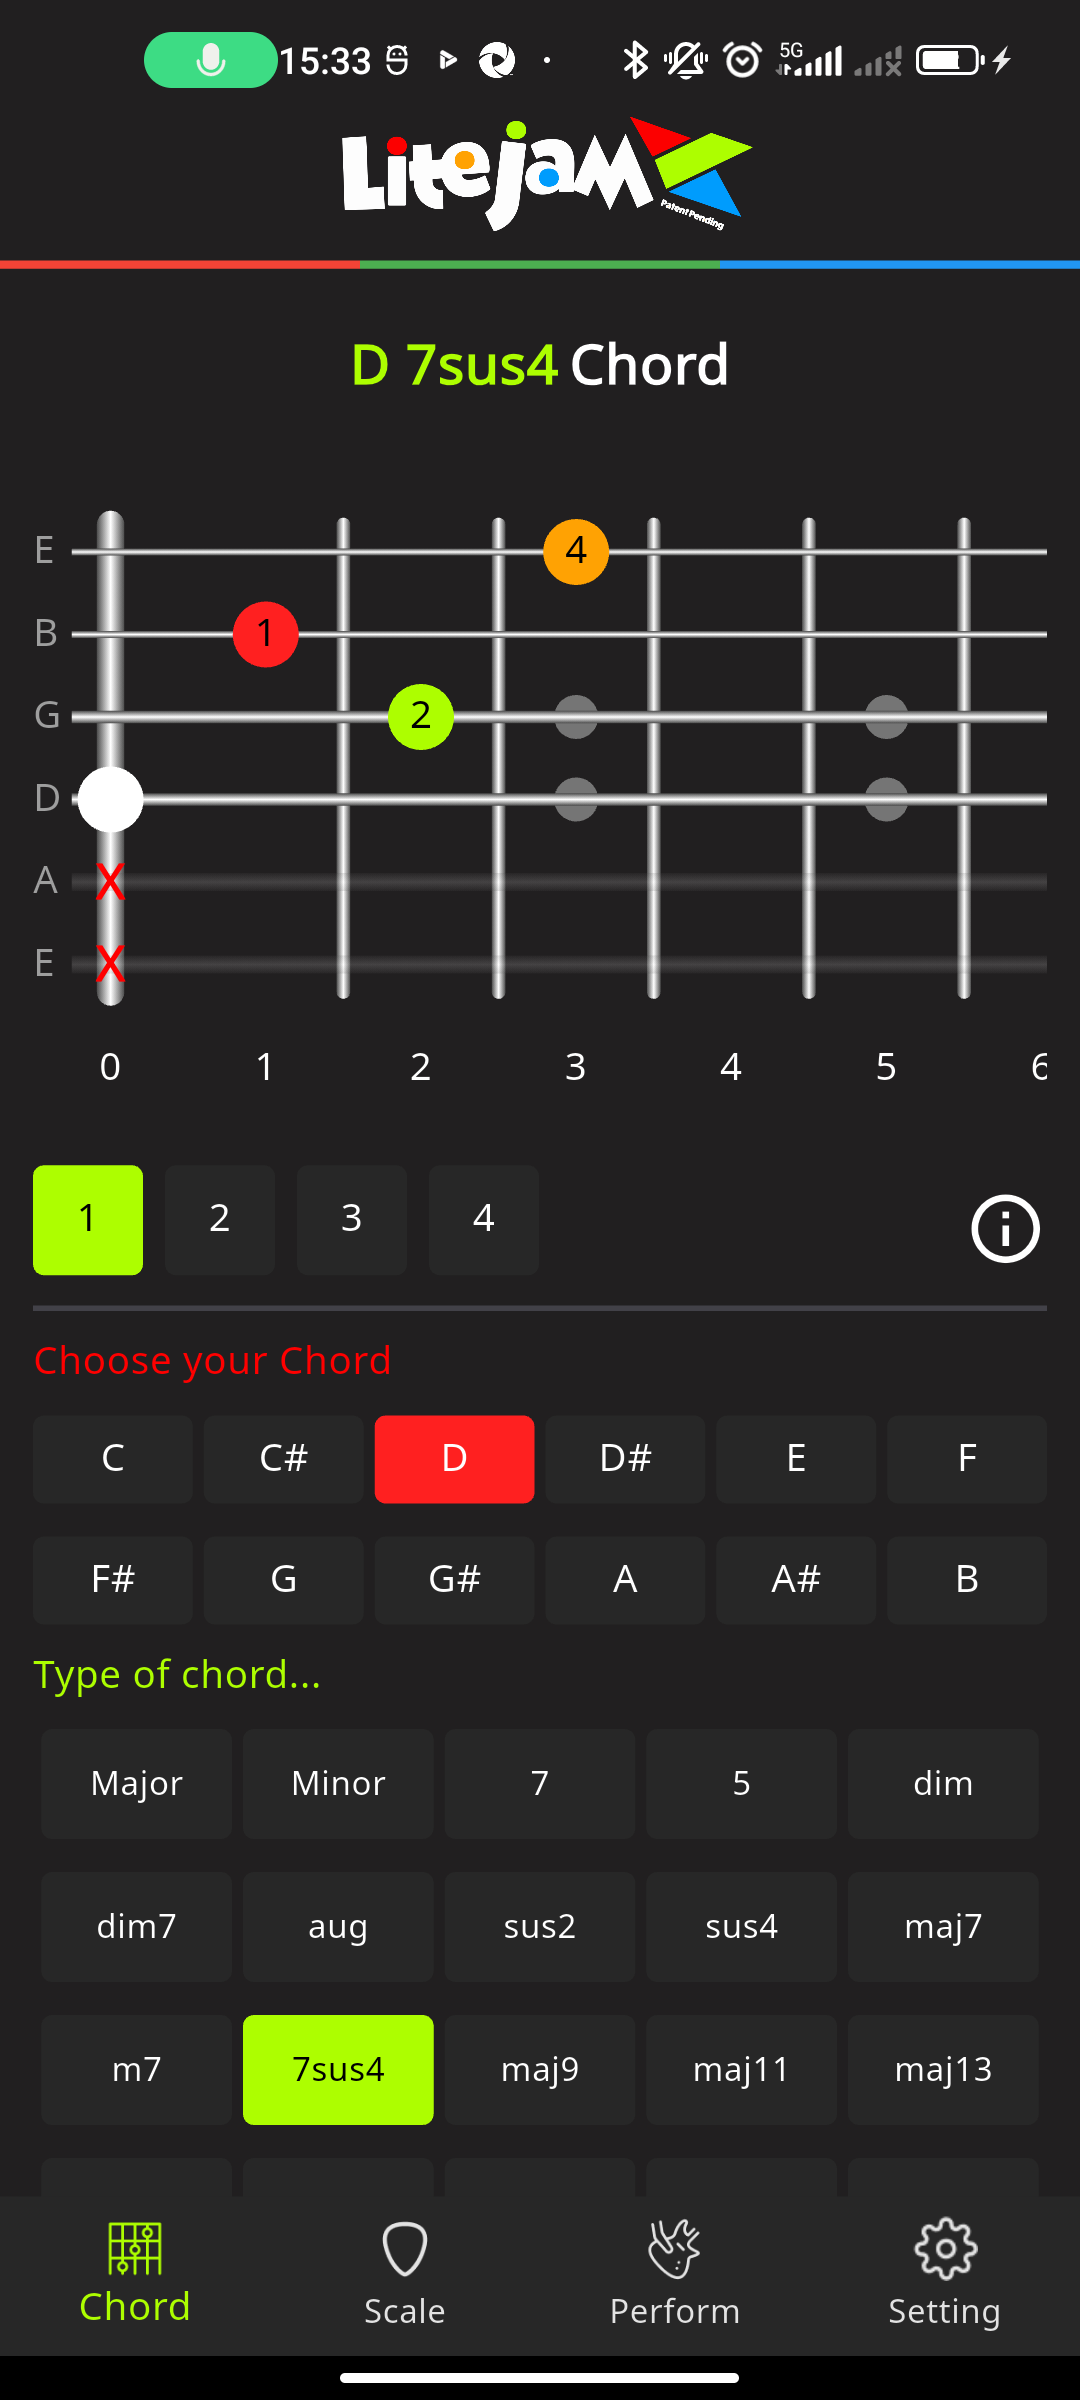 15:33
5G
LiteJam
Patent Pending
D 7sus4 Chord
E
4
B
1
G
2
D
A X
E X
0 1 2 3 4 5 6
1 2 3 4
Choose your Chord
C C# D D# E F
F# G G# A A# B
Type of chord...
Major Minor 7 5 dim
dim7 aug sus2 sus4 maj7
m7 7sus4 maj9 maj11 maj13
Chord Scale Perform Setting